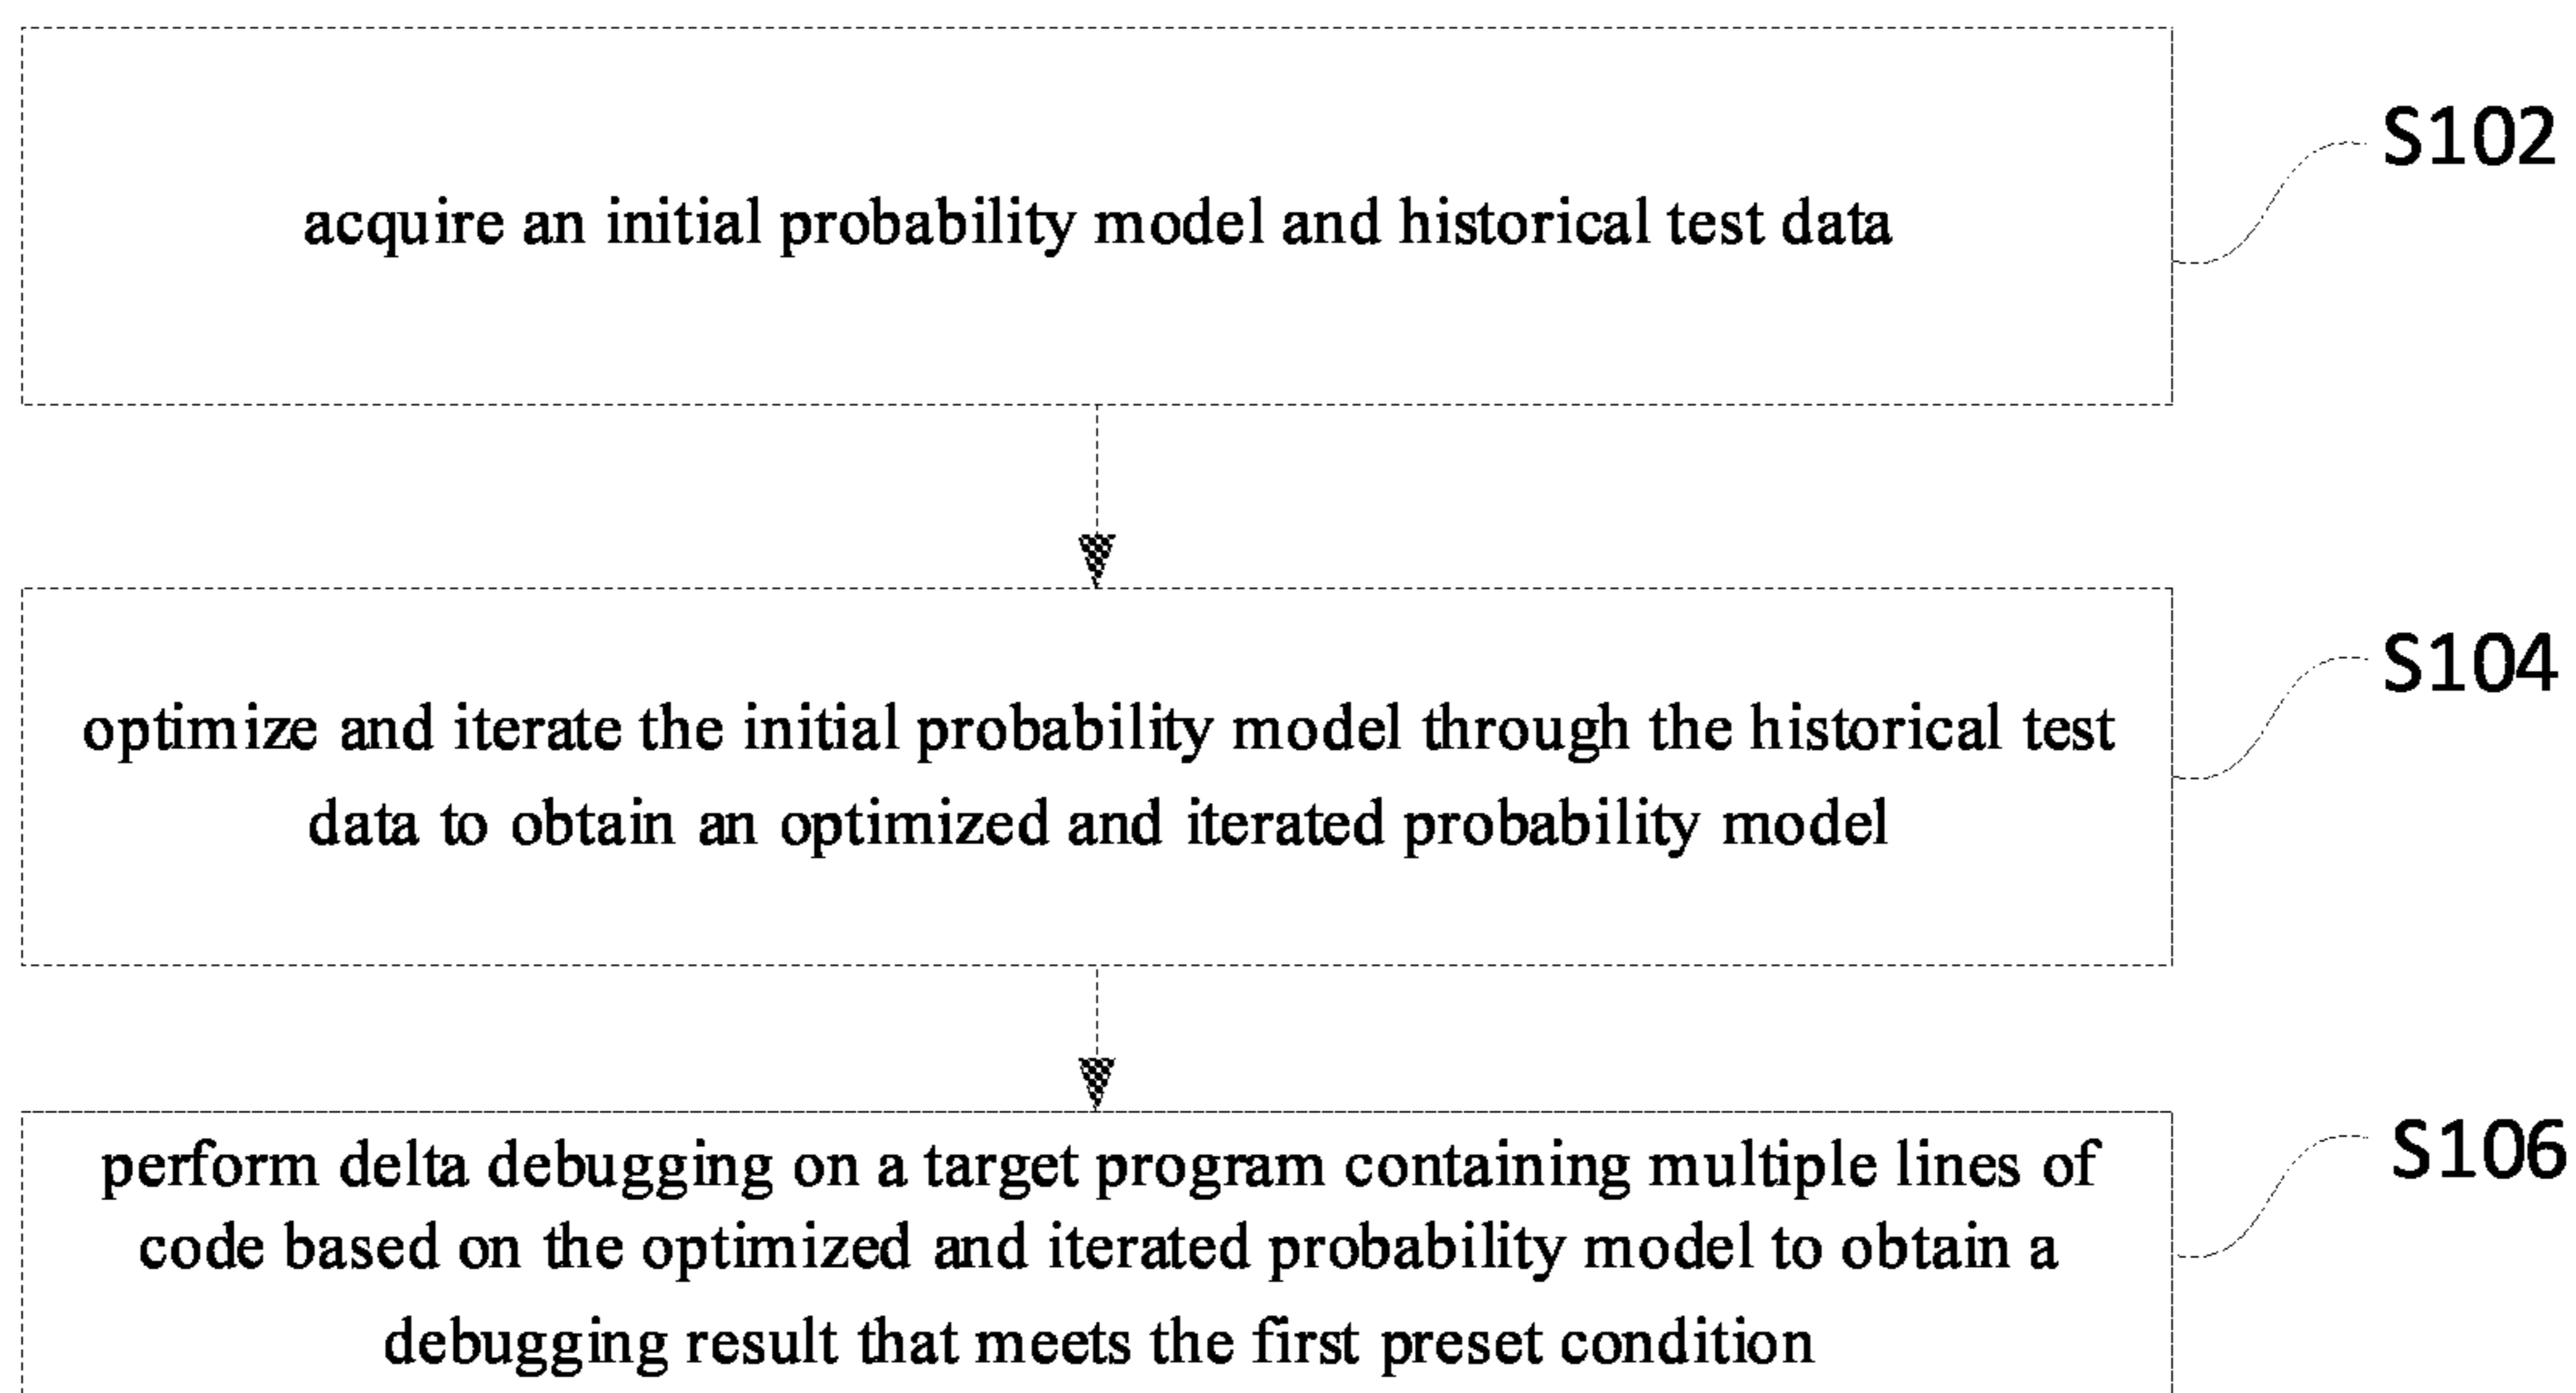 S102
acquire an initial probability model and historical test data
S104
optimize and iterate the initial probability model through the historical test
data to obtain an optimized and iterated probability model
S106
perform delta debugging on a target program containing multiple lines of
code based on the optimized and iterated probability model to obtain a
debugging result that meets the first preset condition